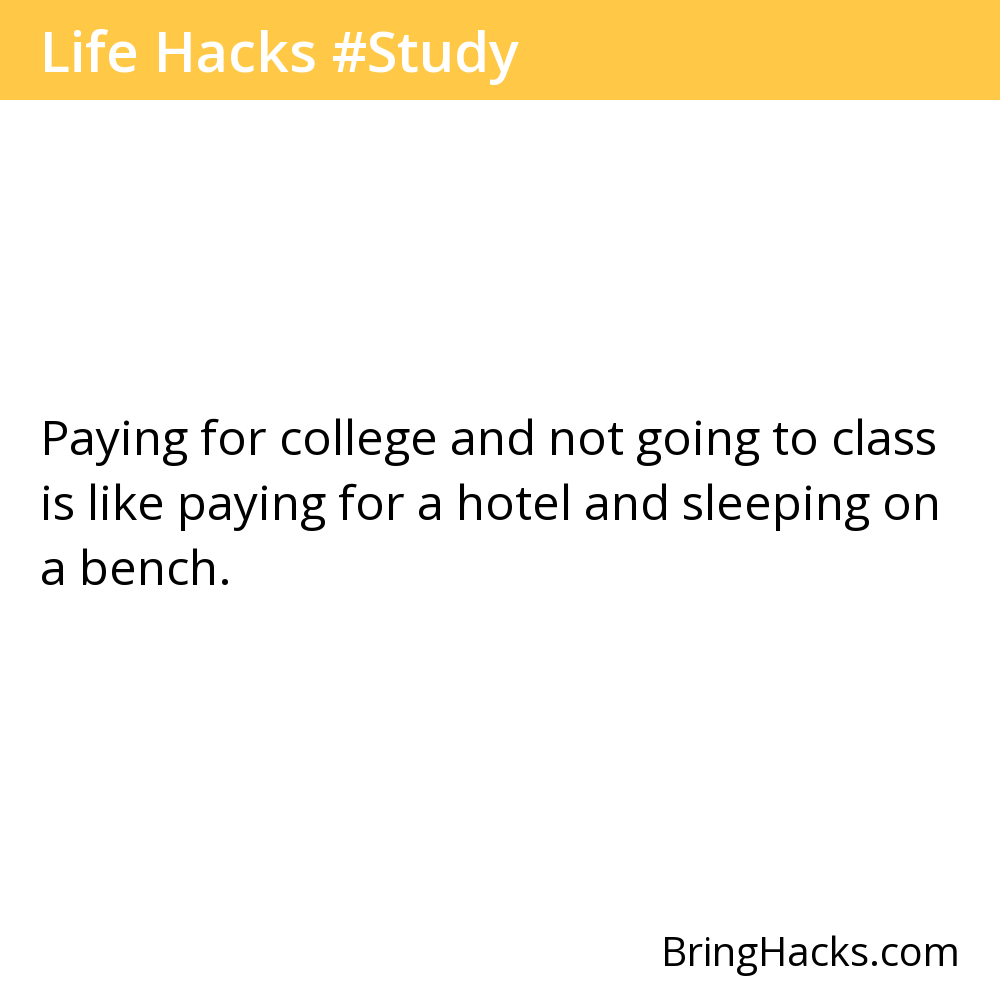 Life Hacks #Study
Paying for college and not going to class
is like paying for a hotel and sleeping on
a bench.
BringHacks.com